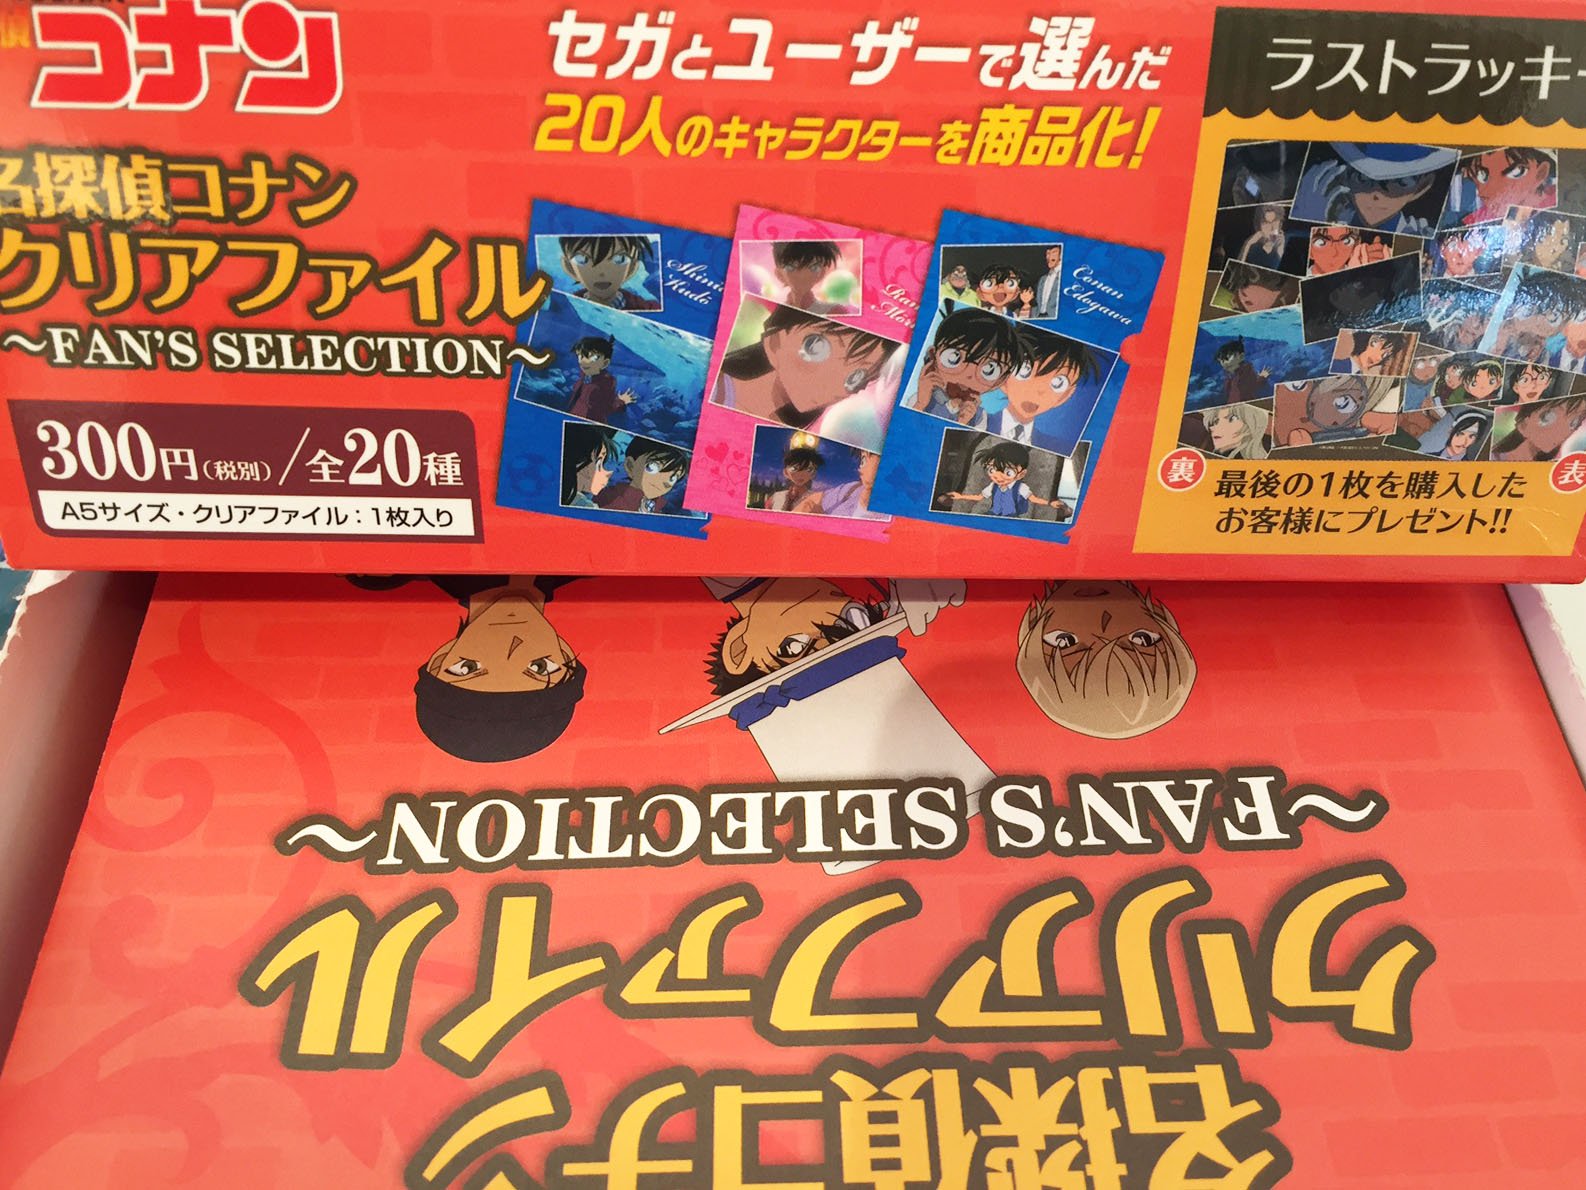 コナン
セガとユーザーで選んだ
20人のキャラクターを商品化!
名探偵コナン
クリアファイル
～FAN'S SELECTION～
300円(税別)/全20種
A5サイズ・クリアファイル：1枚入り
Shinichi
Kudō
Ran
Conan
Edogawa
ラストラッキー
裏
表
最後の1枚を購入した
お客様にプレゼント!!
名探偵コナン
クリアファイル
～FAN'S SELECTION～